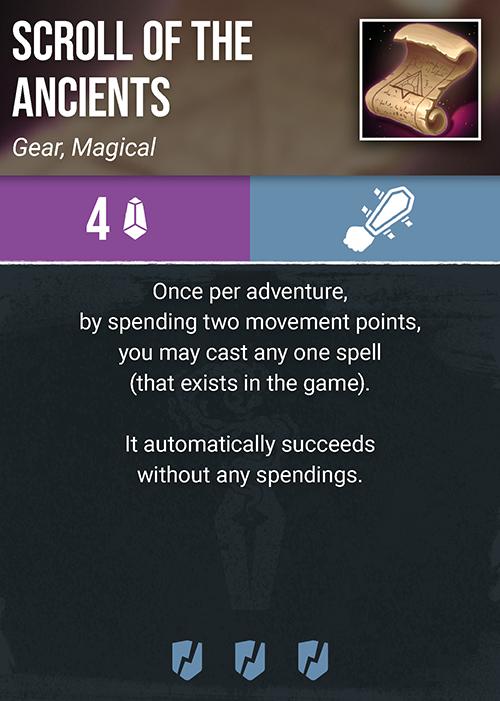 SCROLL OF THE
ANCIENTS
Gear, Magical
4
Once per adventure,
by spending two movement points,
you may cast any one spell
(that exists in the game).
It automatically succeeds
without any spendings.